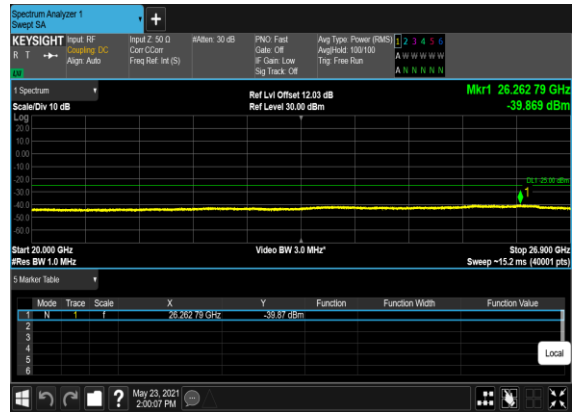 Spectrum Analyzer 1
Swept SA
+
KEYSIGHT Input: RF Input Z: 50 Ω #Atten: 30 dB PNO: Fast Avg Type: Power (RMS) 1 2 3 4 5 6
R T Coupling: DC Corr CCorr Gate: Off Avg|Hold: 100/100 A W W W W W
Align: Auto Freq Ref: Int (S) IF Gain: Low Trig: Free Run
Sig Track: Off A N N N N N
1 Spectrum Ref Lvl Offset 12.03 dB Mkr1 26.262 79 GHz
Scale/Div 10 dB Ref Level 30.00 dBm -39.869 dBm
Log
20.0
10.0
0.00
-10.0
-20.0
DL1 -25.00 dBm
-30.0
1
-40.0
-50.0
-60.0
Start 20.000 GHz Video BW 3.0 MHz* Stop 26.900 GHz
#Res BW 1.0 MHz Sweep ~15.2 ms (40001 pts)
5 Marker Table
Mode Trace Scale X Y Function Function Width Function Value
1 N 1 f 26.262 79 GHz -39.87 dBm
2
3
4
5
6
Local
? May 23, 2021
2:00:07 PM